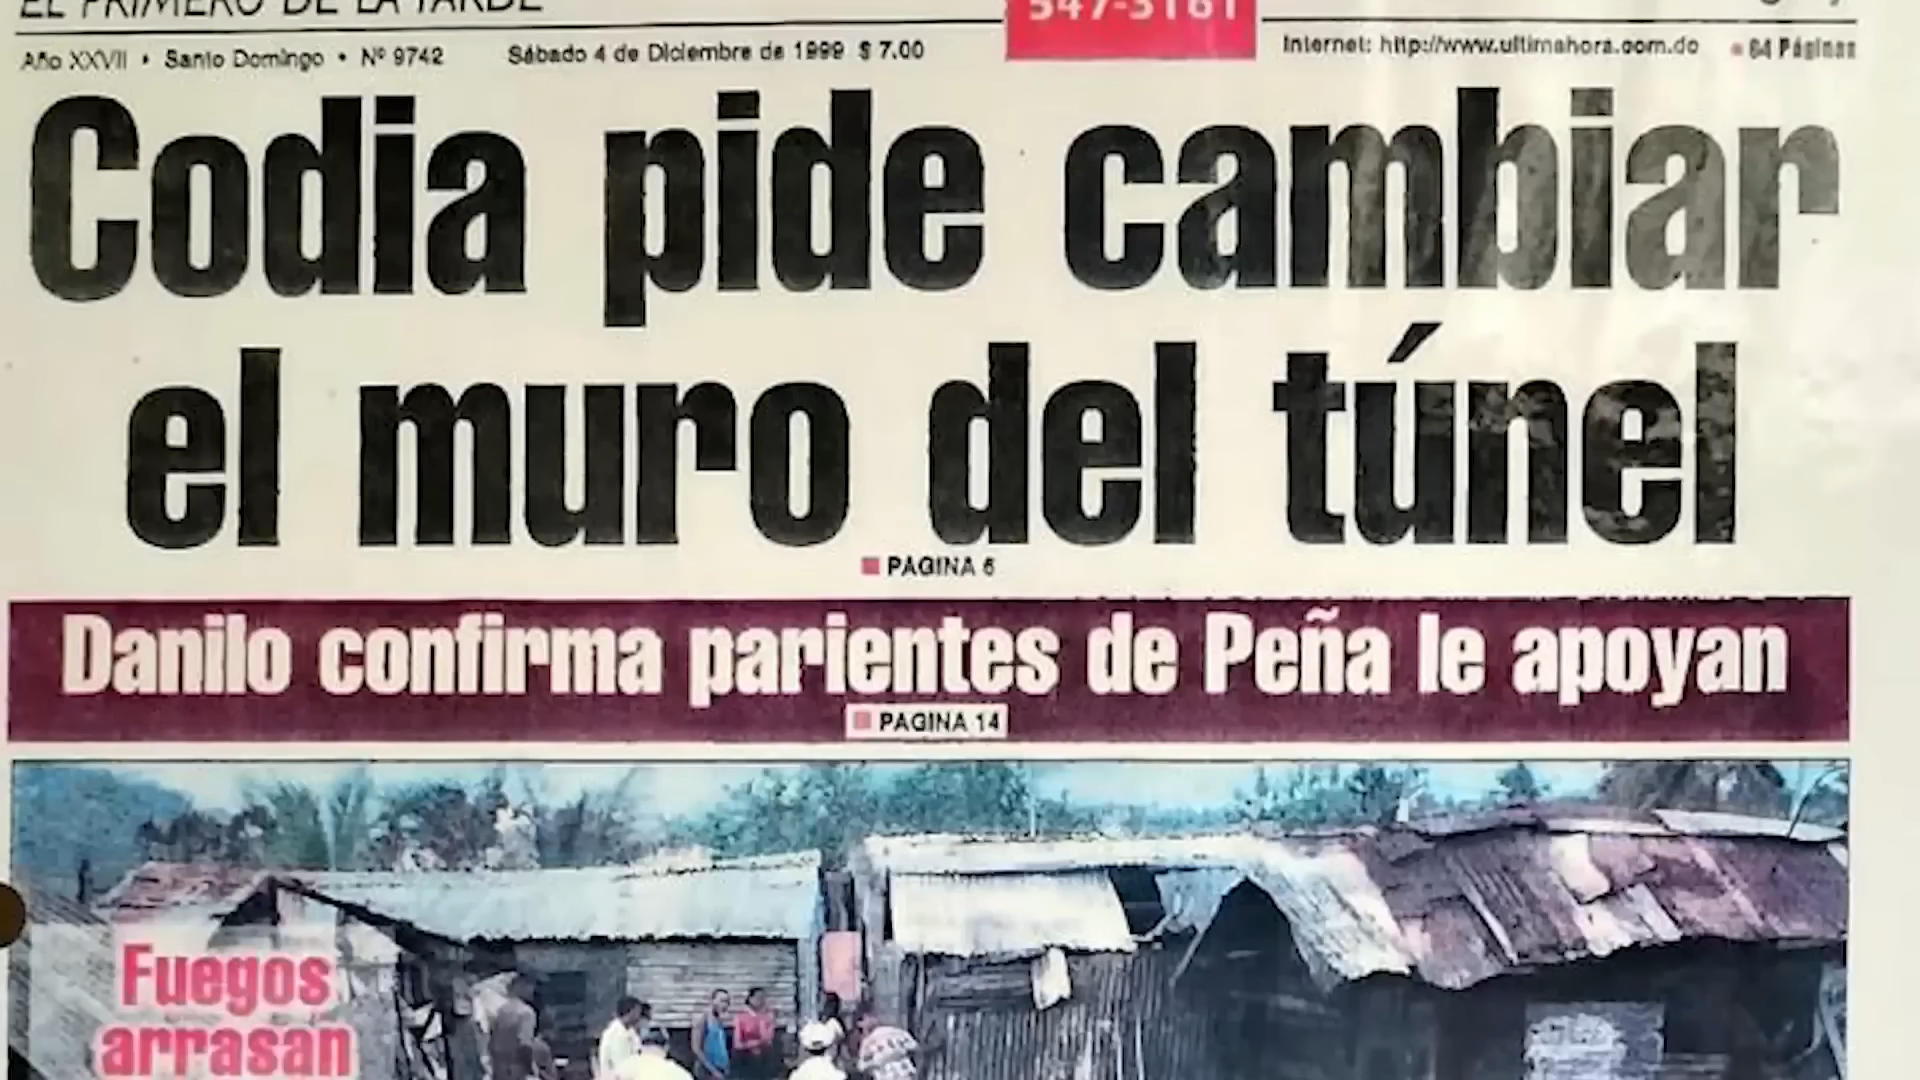 EL PRIMERO DE LA TARDE
547-3161
Año XXVII • Santo Domingo • Nº 9742 Sábado 4 de Diciembre de 1999 $ 7.00
Internet: http://www.ultimahora.com.do ■ 64 Páginas
Codia pide cambiar
el muro del túnel
■ PAGINA 6
Danilo confirma parientes de Peña le apoyan
■ PAGINA 14
Fuegos
arrasan